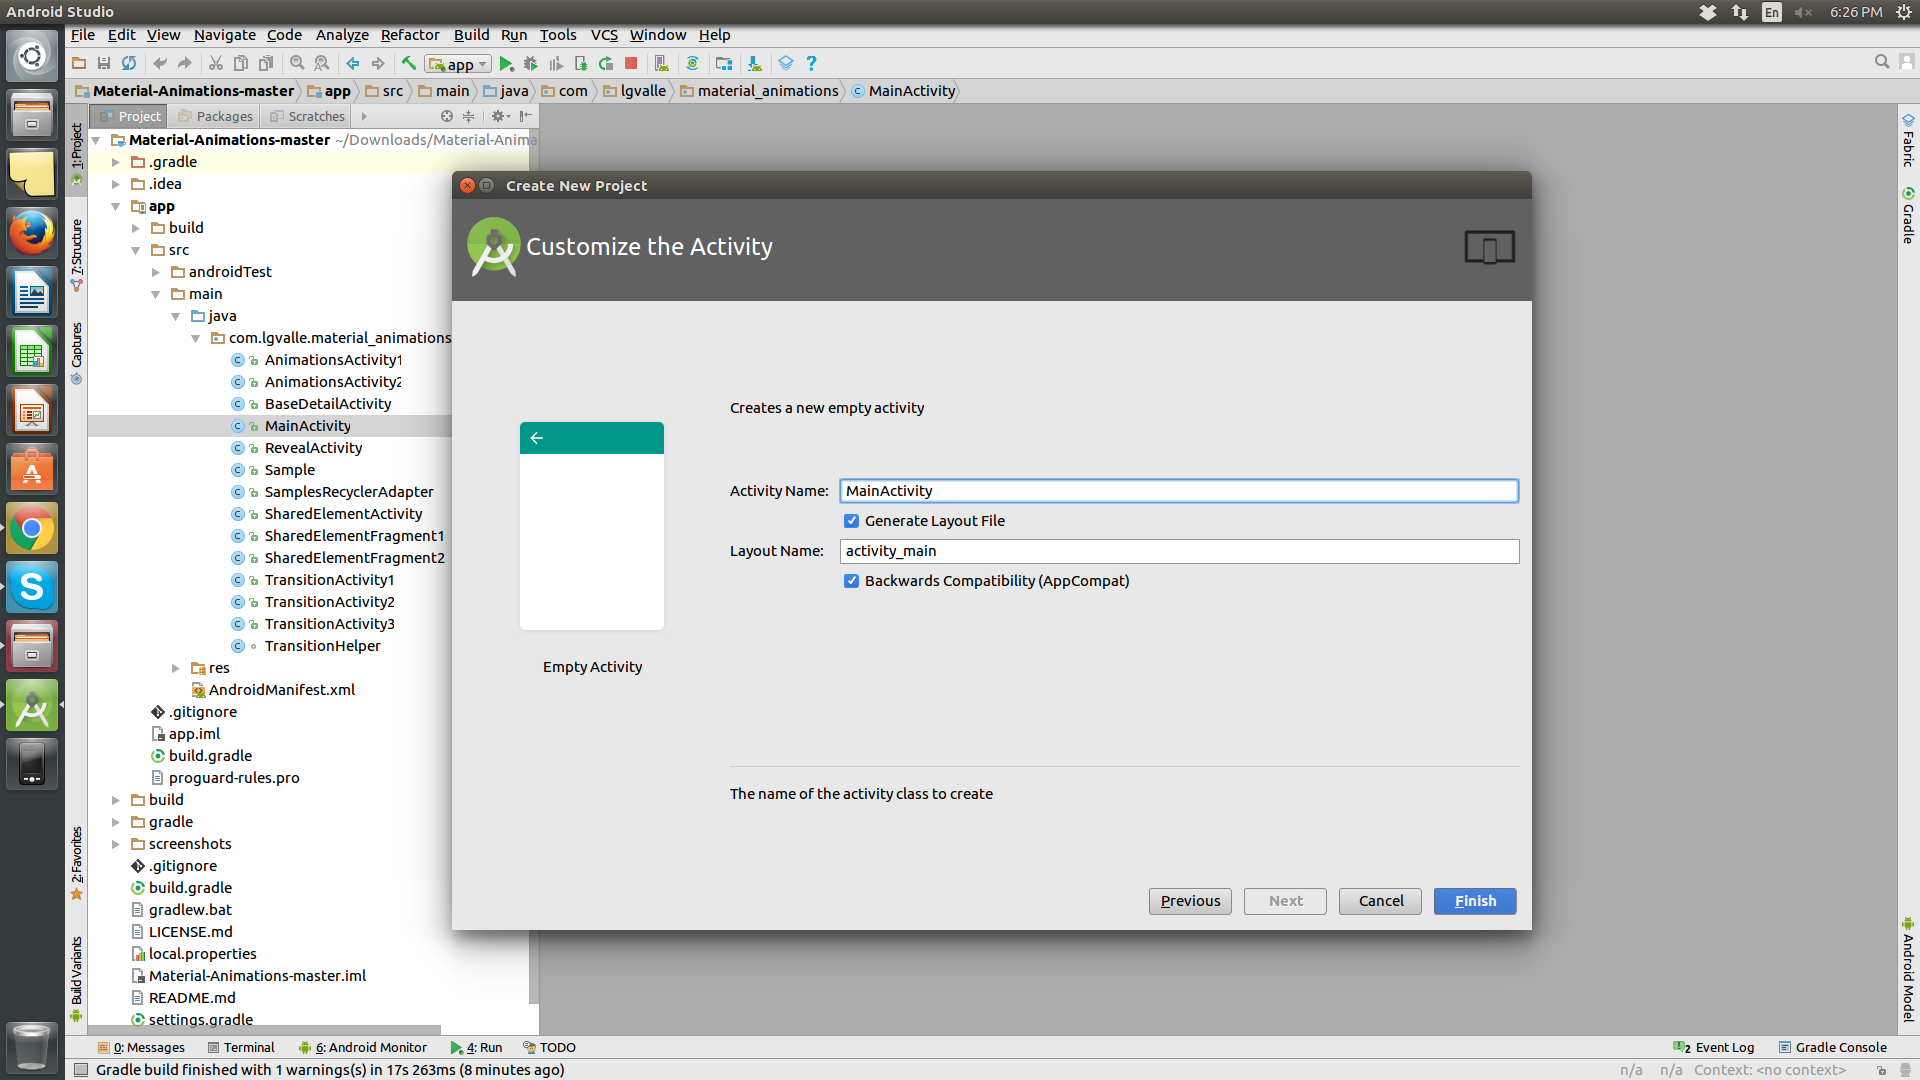 Android Studio
En
6:26 PM
File Edit View Navigate Code Analyze Refactor Build Run Tools VCS Window Help
app
Material-Animations-master app src main java com lgvalle material_animations MainActivity
Project Packages Scratches
Material-Animations-master ~/Downloads/Material-Anima
.gradle
.idea
app
build
src
androidTest
main
java
com.lgvalle.material_animations
AnimationsActivity1
AnimationsActivity2
BaseDetailActivity
MainActivity
RevealActivity
Sample
SamplesRecyclerAdapter
SharedElementActivity
SharedElementFragment1
SharedElementFragment2
TransitionActivity1
TransitionActivity2
TransitionActivity3
TransitionHelper
res
AndroidManifest.xml
.gitignore
app.iml
build.gradle
proguard-rules.pro
build
gradle
screenshots
.gitignore
build.gradle
gradlew.bat
LICENSE.md
local.properties
Material-Animations-master.iml
README.md
settings.gradle
1: Project
7: Structure
Captures
2: Favorites
Build Variants
Create New Project
Customize the Activity
Creates a new empty activity
Activity Name: MainActivity
Generate Layout File
Layout Name: activity_main
Backwards Compatibility (AppCompat)
Empty Activity
The name of the activity class to create
Previous Next Cancel Finish
Fabric
Gradle
Android Model
0: Messages Terminal 6: Android Monitor 4: Run TODO
2 Event Log Gradle Console
Gradle build finished with 1 warnings(s) in 17s 263ms (8 minutes ago)
n/a n/a Context: <no context>